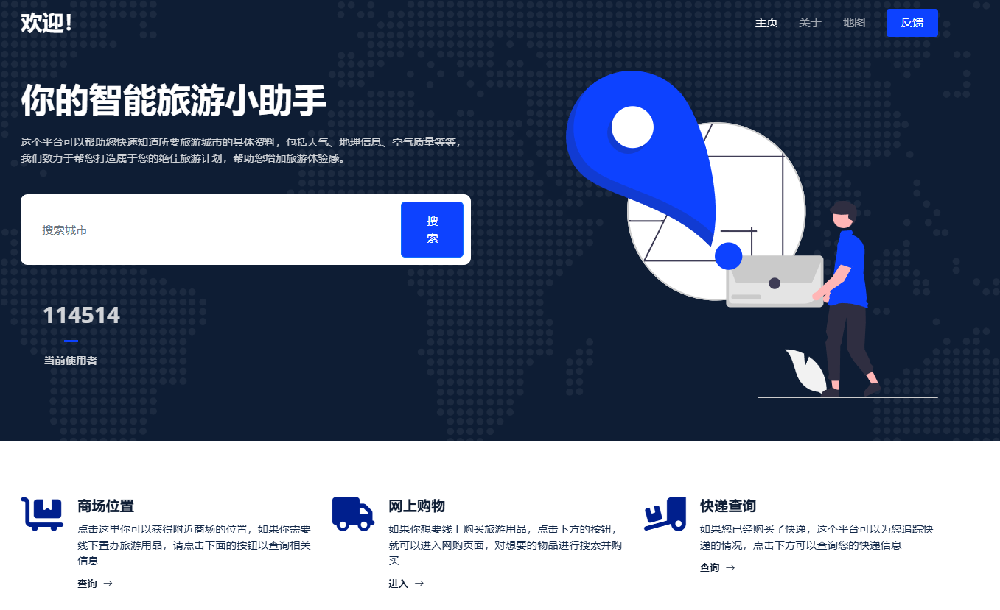 欢迎!
主页
关于
地图
反馈
你的智能旅游小助手
这个平台可以帮助您快速知道所要旅游城市的具体资料，包括天气、地理信息、空气质量等等，
我们致力于帮您打造属于您的绝佳旅游计划，帮助您增加旅游体验感。
搜索城市
搜
索
114514
当前使用者
商场位置
点击这里你可以获得附近商场的位置，如果你需要
线下置办旅游用品，请点击下面的按钮以查询相关
信息
查询 →
网上购物
如果你想要线上购买旅游用品，点击下方的按钮，
就可以进入网购页面，对想要的物品进行搜索并购
买
进入 →
快递查询
如果您已经购买了快递，这个平台可以为您追踪快
递的情况，点击下方可以查询您的快递信息
查询 →